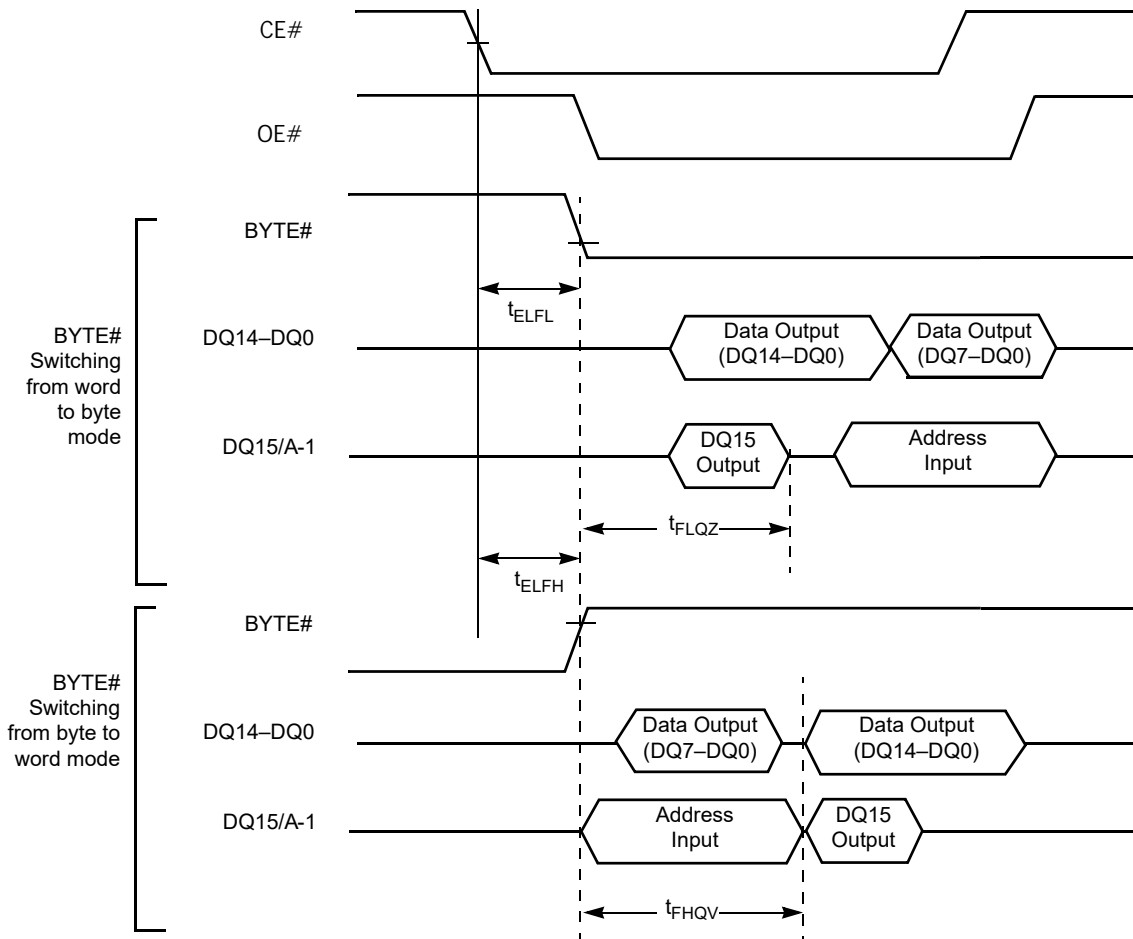 CE#
OE#
BYTE#
tELFL
BYTE#
Switching
from word
to byte
mode
DQ14–DQ0
Data Output
(DQ14–DQ0)
Data Output
(DQ7–DQ0)
DQ15/A-1
DQ15
Output
Address
Input
tFLQZ
tELFH
BYTE#
BYTE#
Switching
from byte to
word mode
DQ14–DQ0
Data Output
(DQ7–DQ0)
Data Output
(DQ14–DQ0)
DQ15/A-1
Address
Input
DQ15
Output
tFHQV